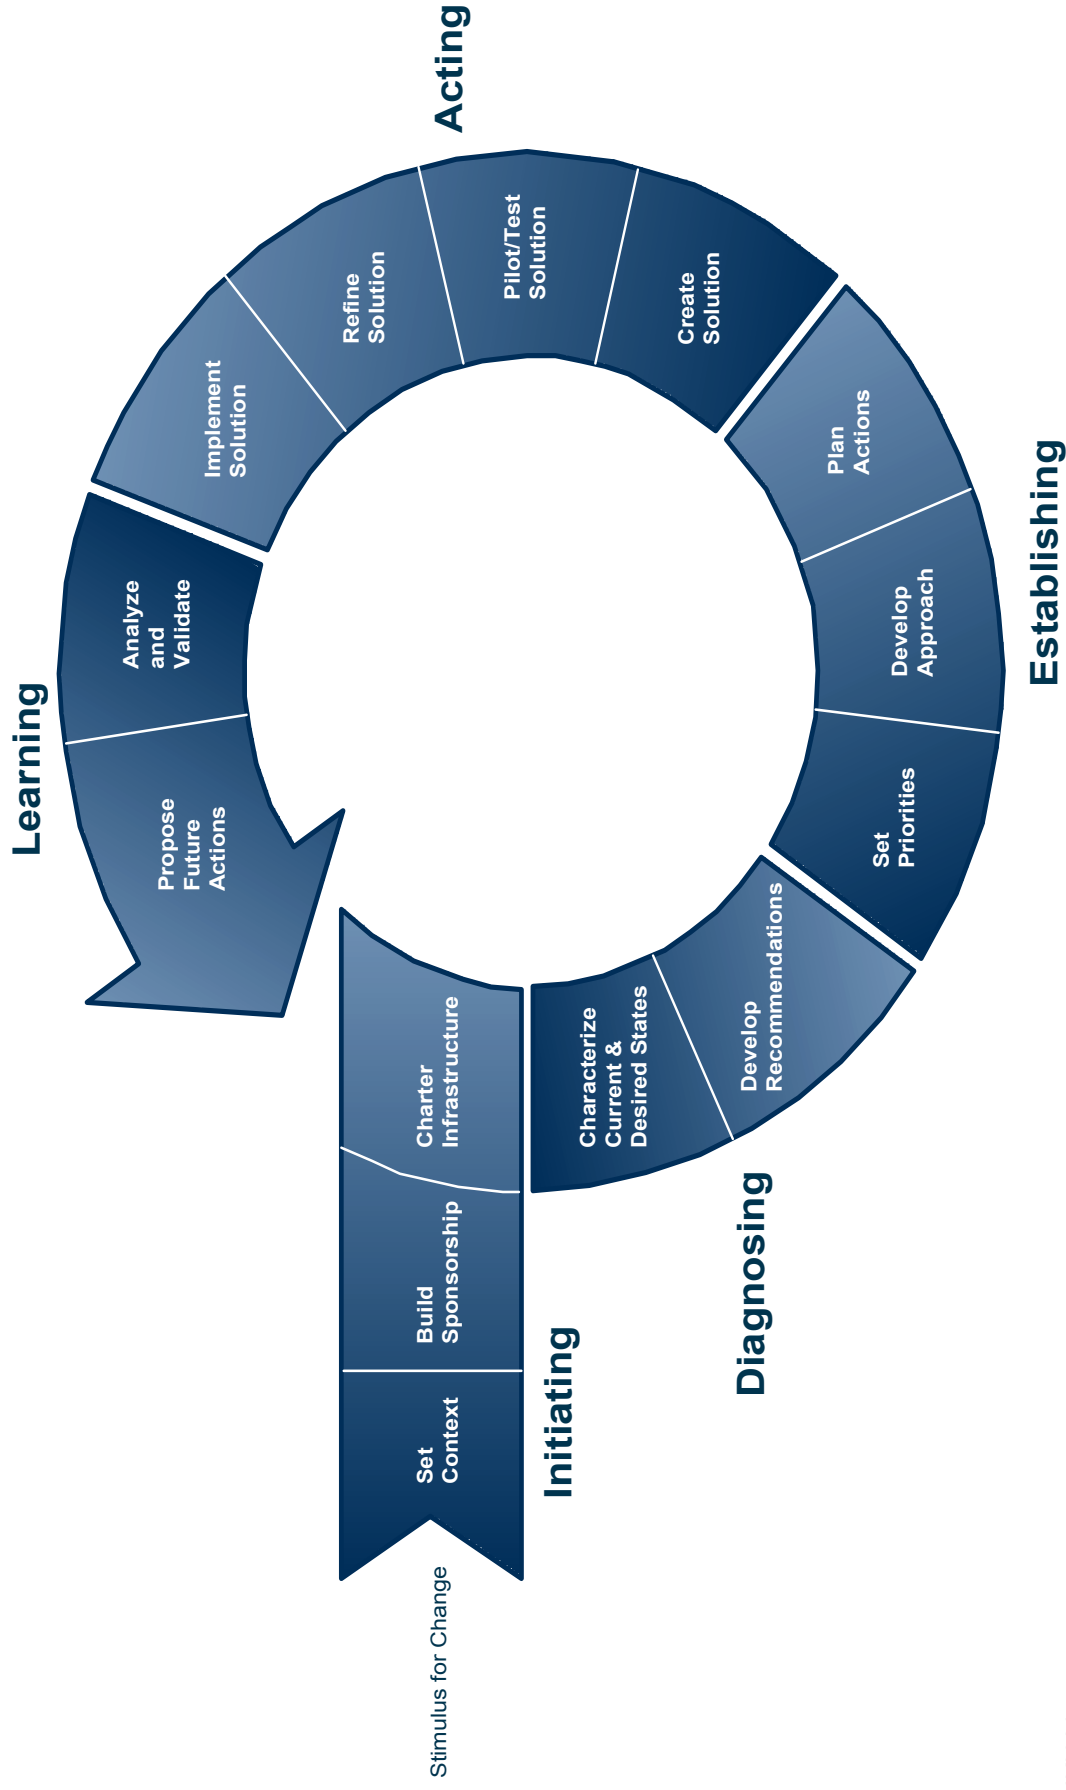 Stimulus for Change
Initiating
Set
Context
Build
Sponsorship
Charter
Infrastructure
Diagnosing
Characterize
Current &
Desired States
Develop
Recommendations
Establishing
Set
Priorities
Develop
Approach
Plan
Actions
Acting
Create
Solution
Pilot/Test
Solution
Refine
Solution
Implement
Solution
Learning
Analyze
and
Validate
Propose
Future
Actions